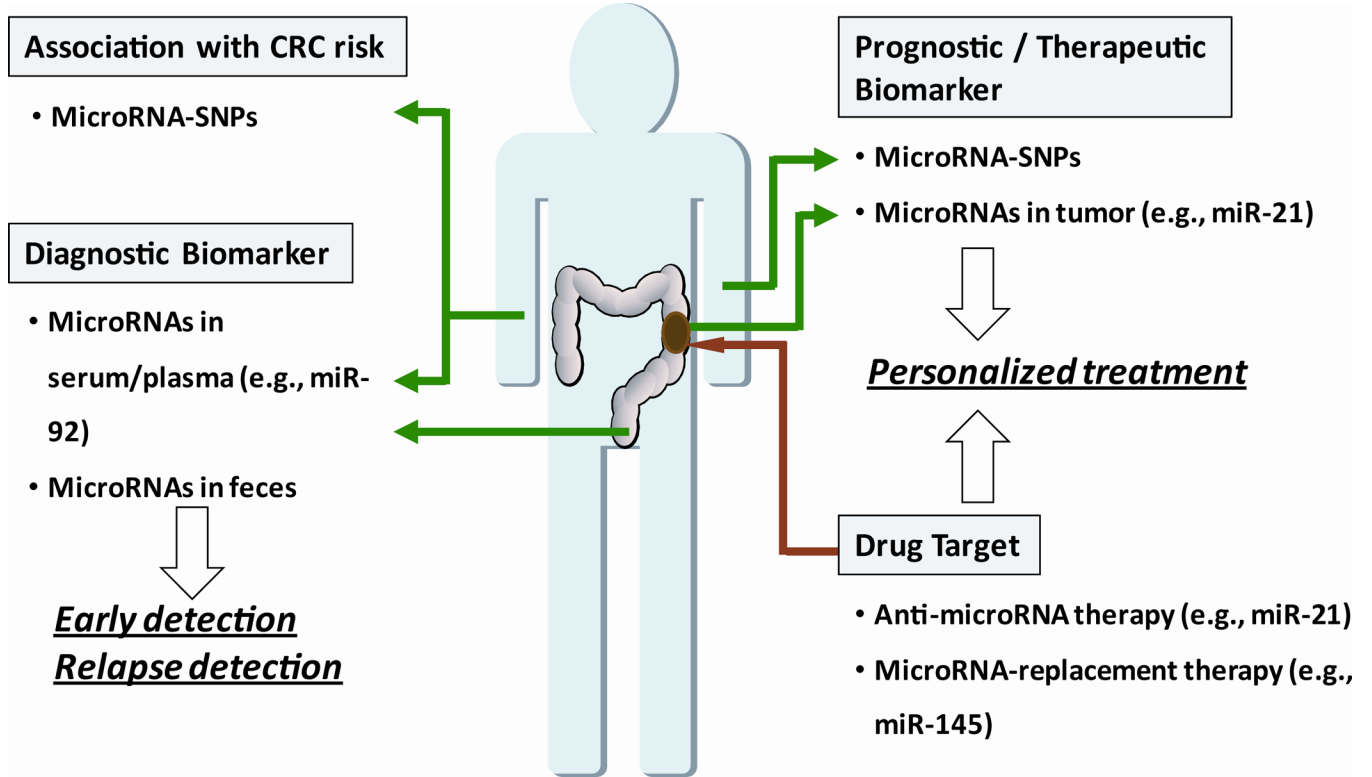 Association with CRC risk
• MicroRNA-SNPs
Diagnostic Biomarker
• MicroRNAs in
serum/plasma (e.g., miR-
92)
• MicroRNAs in feces
Early detection
Relapse detection
Prognostic / Therapeutic
Biomarker
• MicroRNA-SNPs
• MicroRNAs in tumor (e.g., miR-21)
Personalized treatment
Drug Target
• Anti-microRNA therapy (e.g., miR-21)
• MicroRNA-replacement therapy (e.g.,
miR-145)